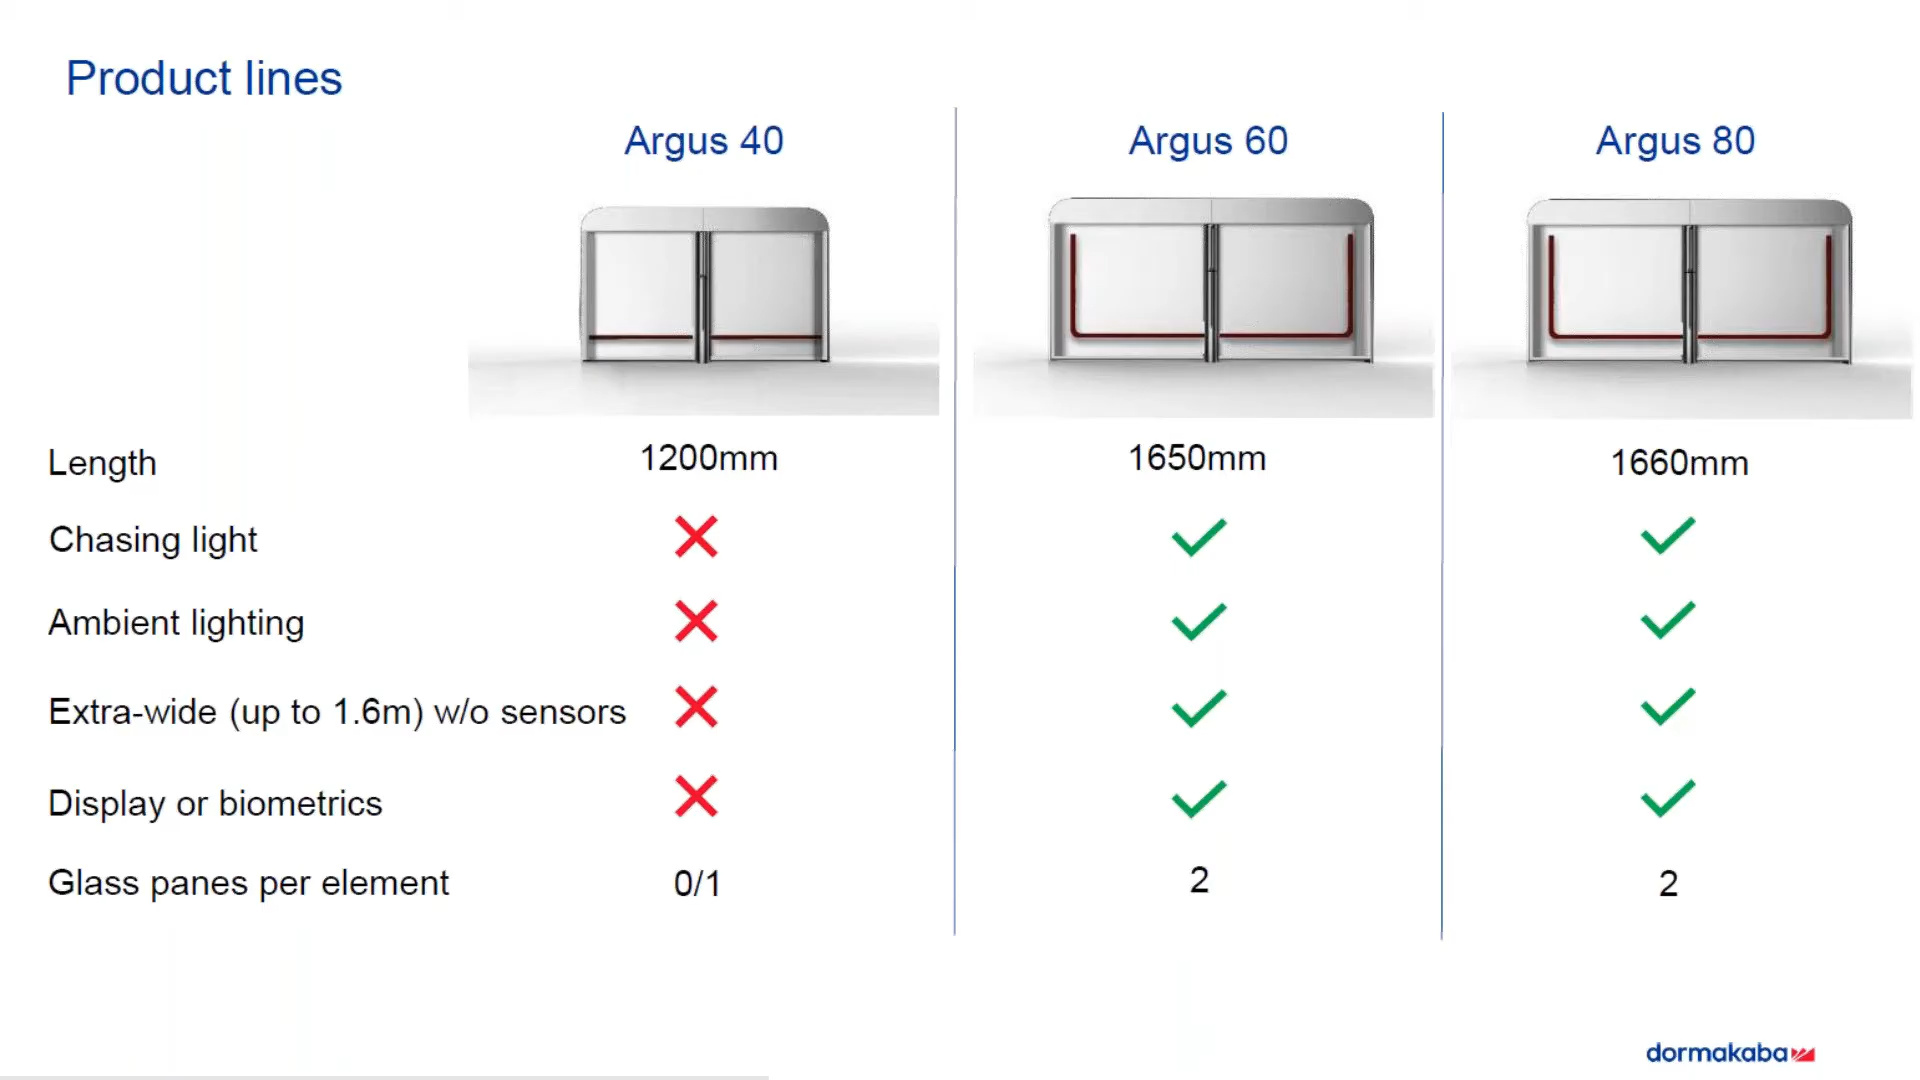 Product lines
Argus 40 Argus 60 Argus 80
Length 1200mm 1650mm 1660mm
Chasing light
Ambient lighting
Extra-wide (up to 1.6m) w/o sensors
Display or biometrics
Glass panes per element 0/1 2 2
dormakaba